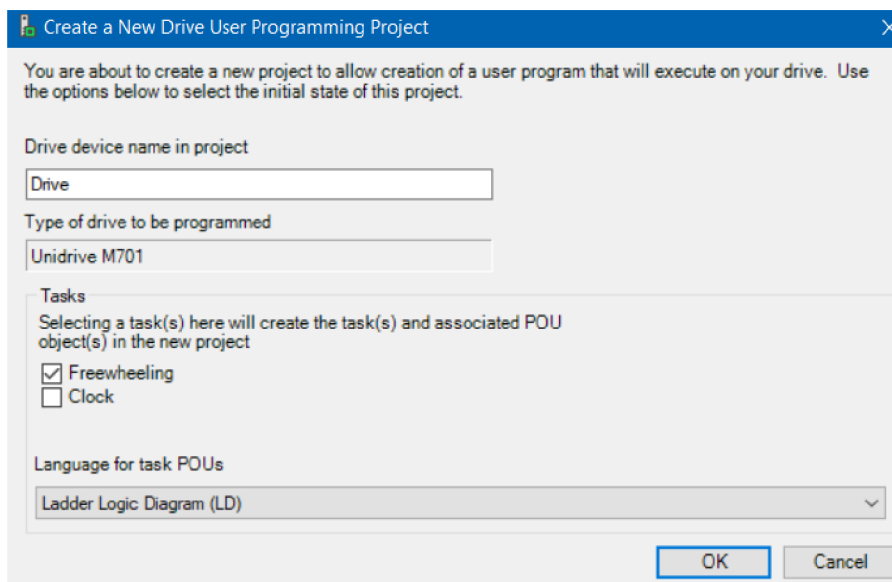 Create a New Drive User Programming Project
You are about to create a new project to allow creation of a user program that will execute on your drive.  Use
the options below to select the initial state of this project.
Drive device name in project
Drive
Type of drive to be programmed
Unidrive M701
Tasks
Selecting a task(s) here will create the task(s) and associated POU
object(s) in the new project
Freewheeling
Clock
Language for task POUs
Ladder Logic Diagram (LD)
OK Cancel